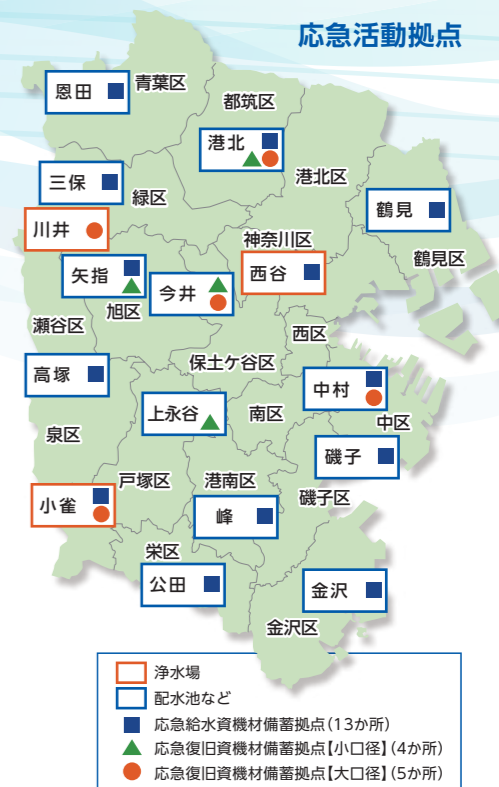 応急活動拠点
恩田
青葉区
都筑区
港北
港北区
三保
緑区
鶴見
川井
神奈川区
鶴見区
矢指
今井
西谷
旭区
瀬谷区
西区
保土ケ谷区
高塚
中村
上永谷
南区
中区
泉区
磯子
戸塚区
港南区
磯子区
小雀
峰
栄区
公田
金沢
金沢区
浄水場
配水池など
応急給水資機材備蓄拠点(13か所)
応急復旧資機材備蓄拠点【小口径】(4か所)
応急復旧資機材備蓄拠点【大口径】(5か所)